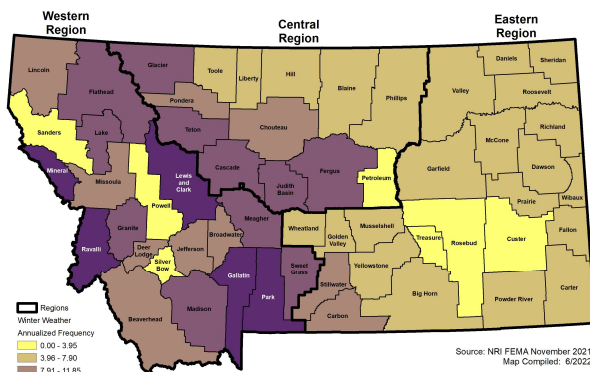 Western
Region
Central
Region
Eastern
Region
Lincoln
Flathead
Glacier
Toole
Liberty
Hill
Blaine
Phillips
Valley
Daniels
Sheridan
Roosevelt
Sanders
Lake
Pondera
Teton
Chouteau
Richland
McCone
Garfield
Dawson
Mineral
Missoula
Powell
Lewis
and
Clark
Cascade
Judith
Basin
Fergus
Petroleum
Prairie
Wibaux
Ravalli
Granite
Deer
Lodge
Silver
Bow
Jefferson
Broadwater
Meagher
Wheatland
Golden
Valley
Musselshell
Treasure
Rosebud
Custer
Fallon
Beaverhead
Madison
Gallatin
Park
Sweet
Grass
Stillwater
Carbon
Yellowstone
Big Horn
Powder River
Carter
Regions
Winter Weather
Annualized Frequency
0.00 - 3.95
3.96 - 7.90
7.91 - 11.85
Source: NRI FEMA November 2021
Map Compiled: 6/2022